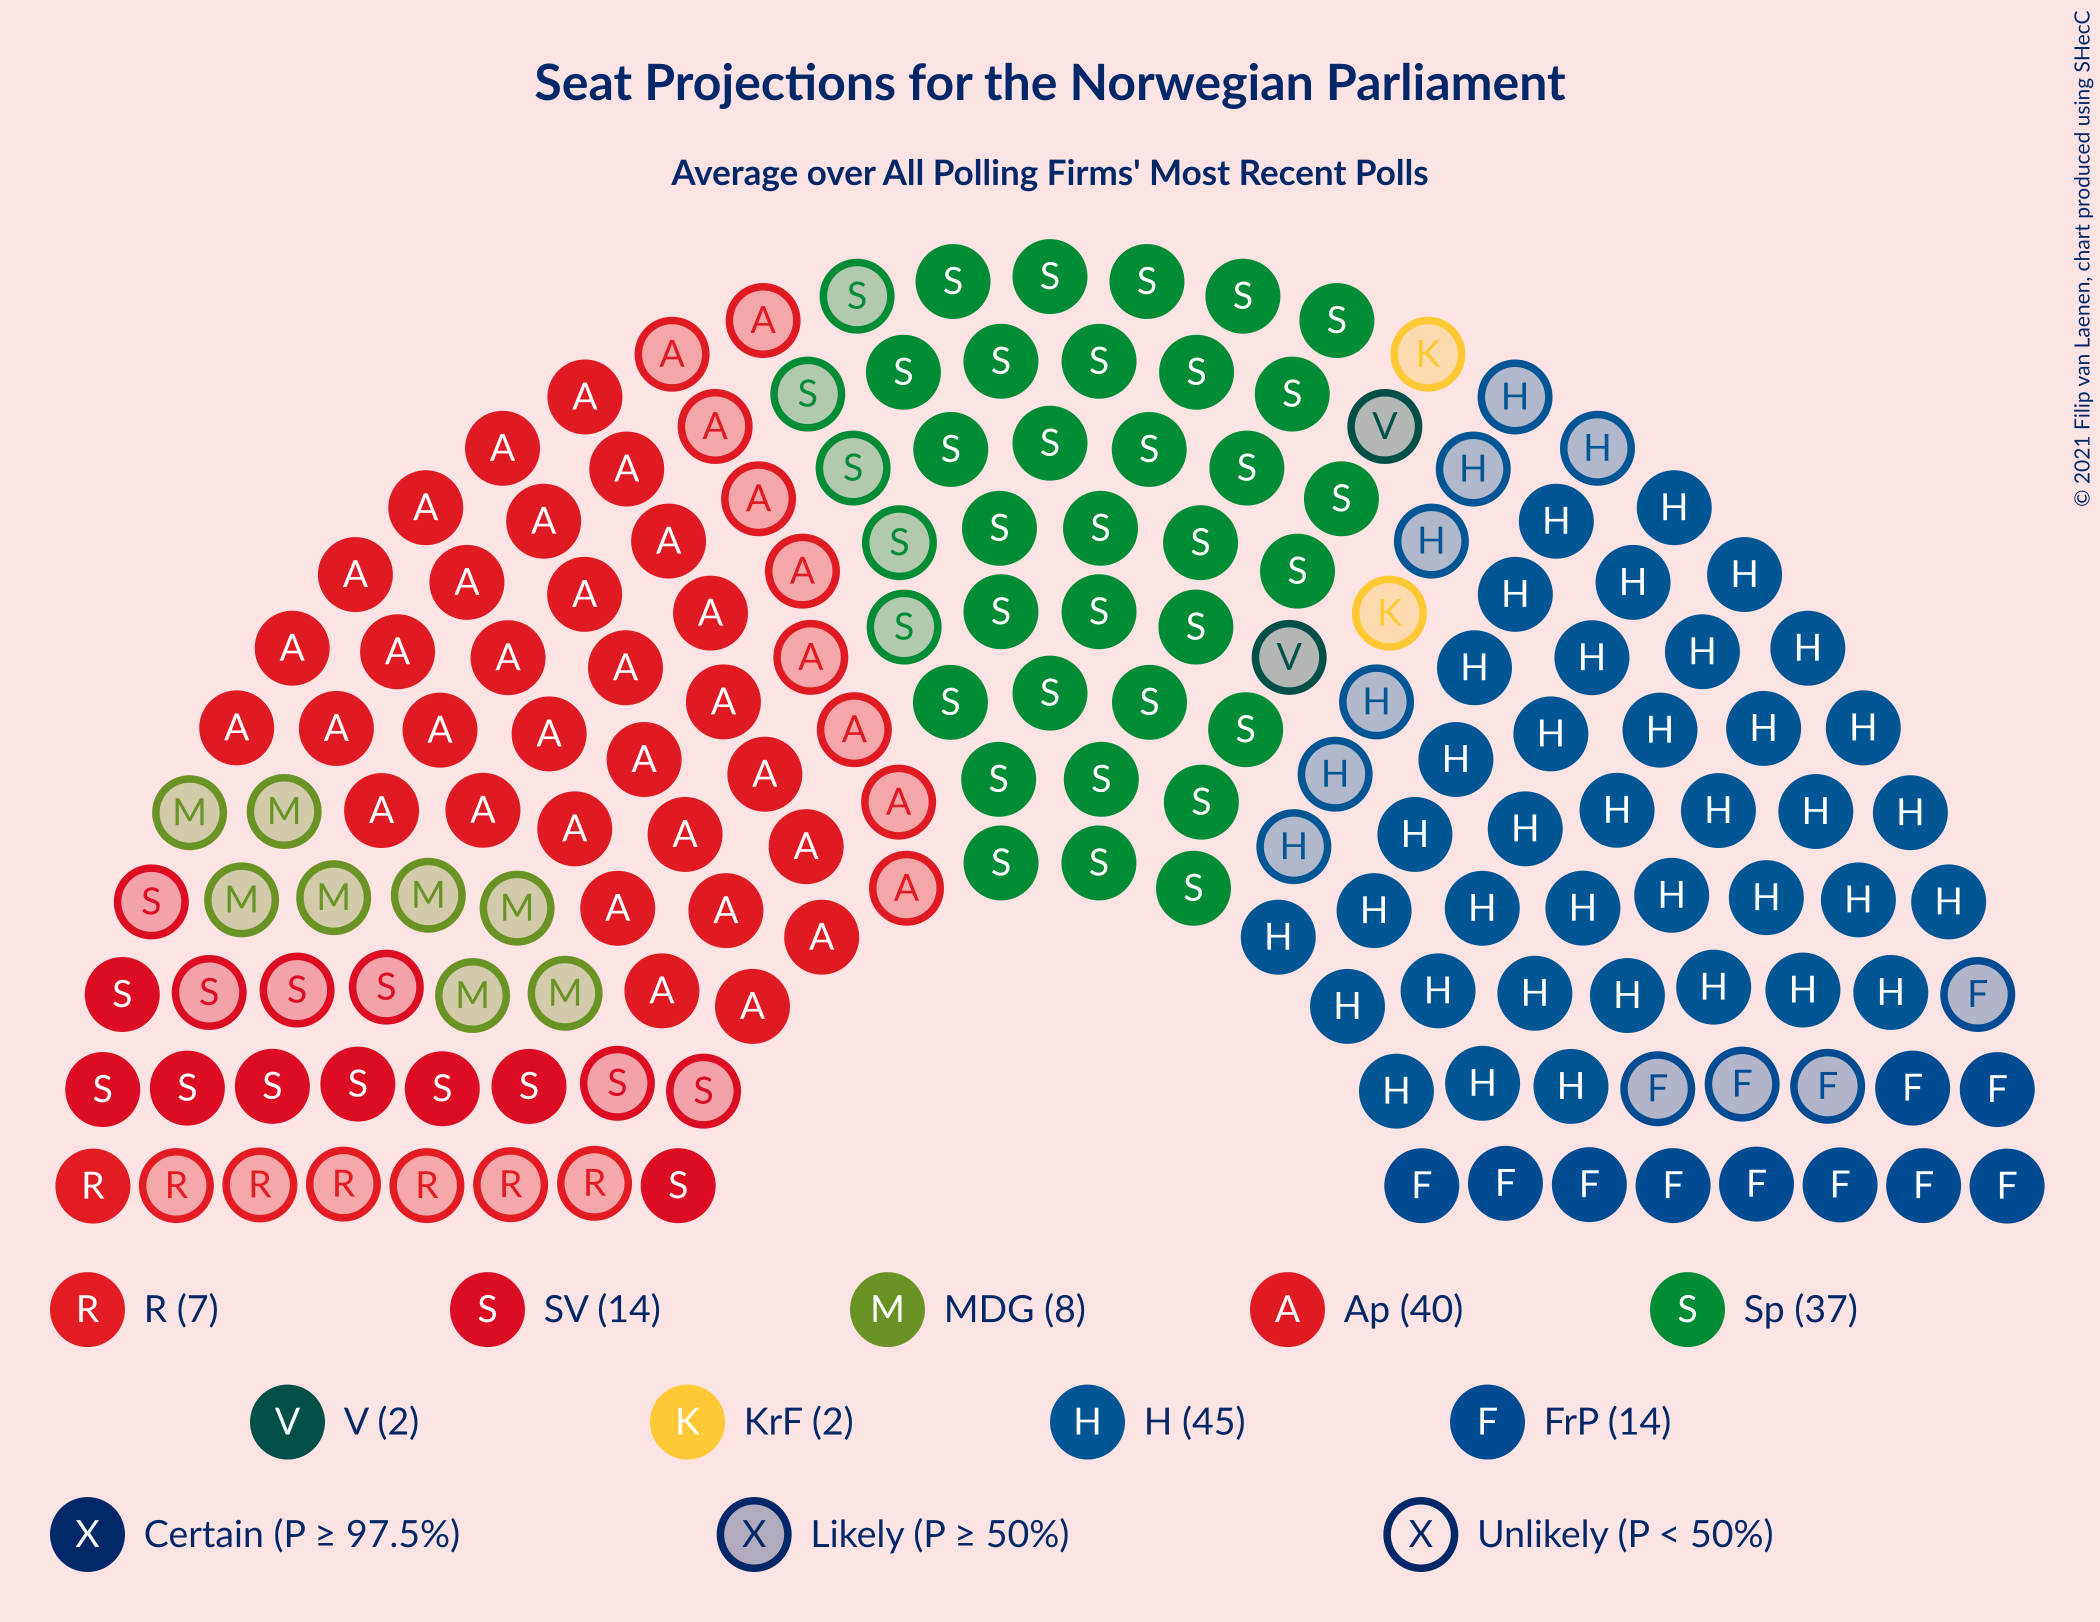 Seat Projections for the Norwegian Parliament
Average over All Polling Firms' Most Recent Polls
© 2021 Filip van Laenen, chart produced using SHecC
S S S S S S
A A K
S S S S S V
A A A H H
S S S S S S
A A A H H
S S S S S
A A A A H H H
S S S S
A A A A K H H H
S S S S
A A A A A V H H H H
S S S
A A A A A A H H H H H
S S S
A A A A A A H H H H H H
M M A A A A A H H H H H H H
S M M M M A A A S S S H H H H H H H H
S S S S M M A A H H H H H H H F
S S S S S S S S H H H F F F F F
R R R R R R R S F F F F F F F F
R R (7) S SV (14) M MDG (8) A Ap (40) S Sp (37)
V V (2) K KrF (2) H H (45) F FrP (14)
X Certain (P ≥ 97.5%) X Likely (P ≥ 50%) X Unlikely (P < 50%)